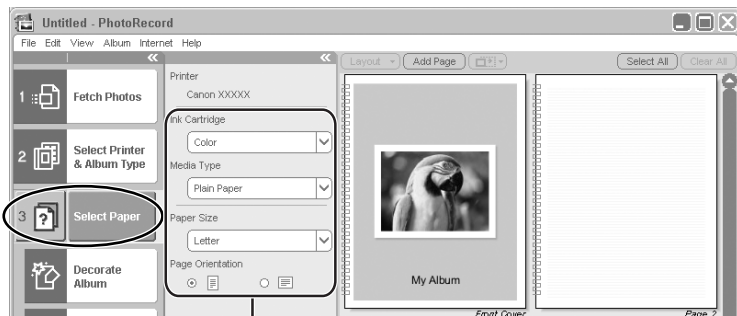 Untitled - PhotoRecord
File Edit View Album Internet Help
Layout Add Page Select All Clear All
1 Fetch Photos
2 Select Printer
& Album Type
3 Select Paper
Decorate
Album
Printer
Canon XXXXX
Ink Cartridge
Color
Media Type
Plain Paper
Paper Size
Letter
Page Orientation
My Album
Front Cover
Page 2